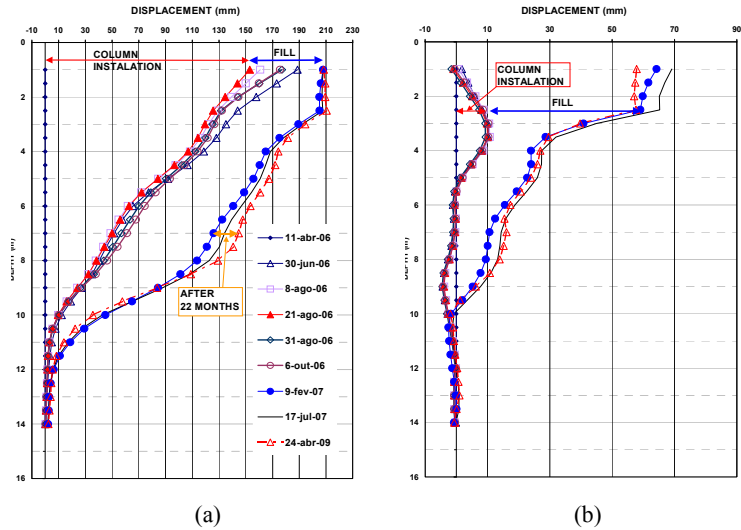 DISPLACEMENT (mm)
-10 10 30 50 70 90 110 130 150 170 190 210 230
0
2
4
6
8
10
12
14
16
COLUMN
INSTALATION
FILL
11-abr-06
30-jun-06
8-ago-06
21-ago-06
31-ago-06
6-out-06
9-fev-07
17-jul-07
24-abr-09
AFTER
22 MONTHS
(a)
DISPLACEMENT (mm)
-10 10 30 50 70 90
0
2
4
6
8
10
12
14
16
COLUMN
INSTALATION
FILL
(b)